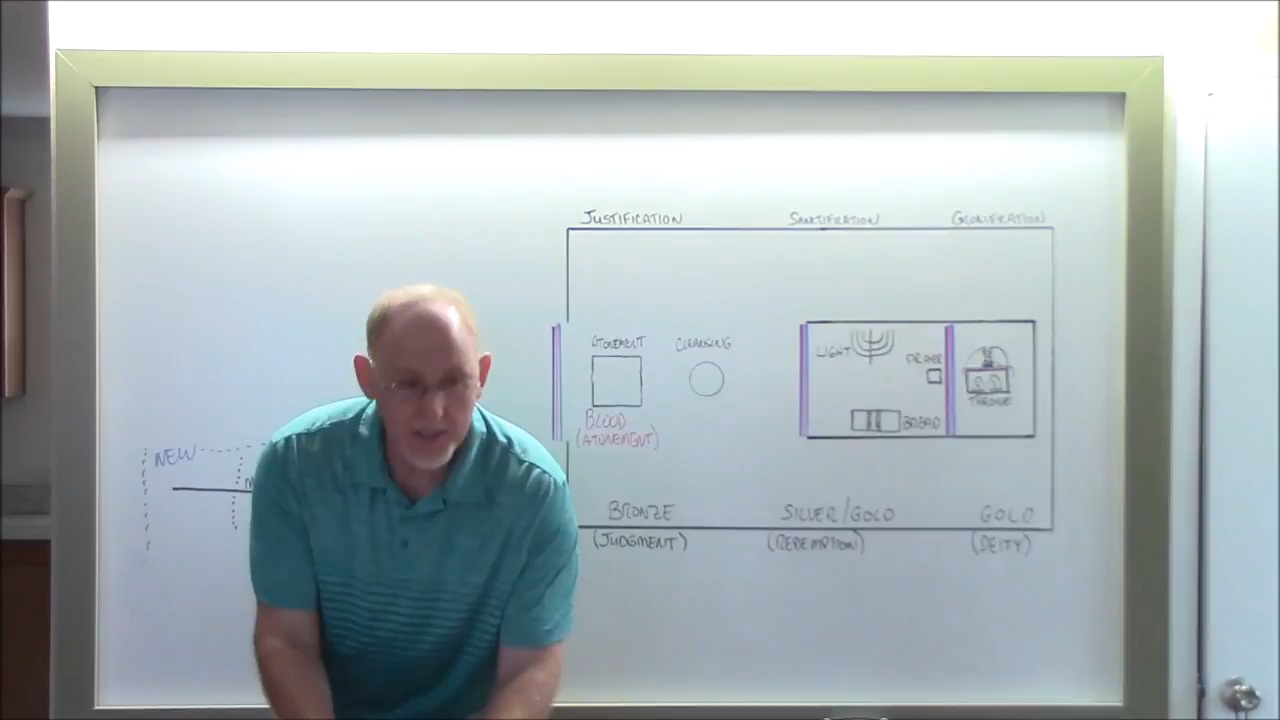 JUSTIFICATION SANCTIFICATION GLORIFICATION
ATONEMENT CLEANSING
LIGHT
PRAYER
THRONE
BLOOD BREAD
(ATONEMENT)
NEW
BRONZE SILVER/GOLD GOLD
(JUDGMENT) (REDEMPTION) (DEITY)